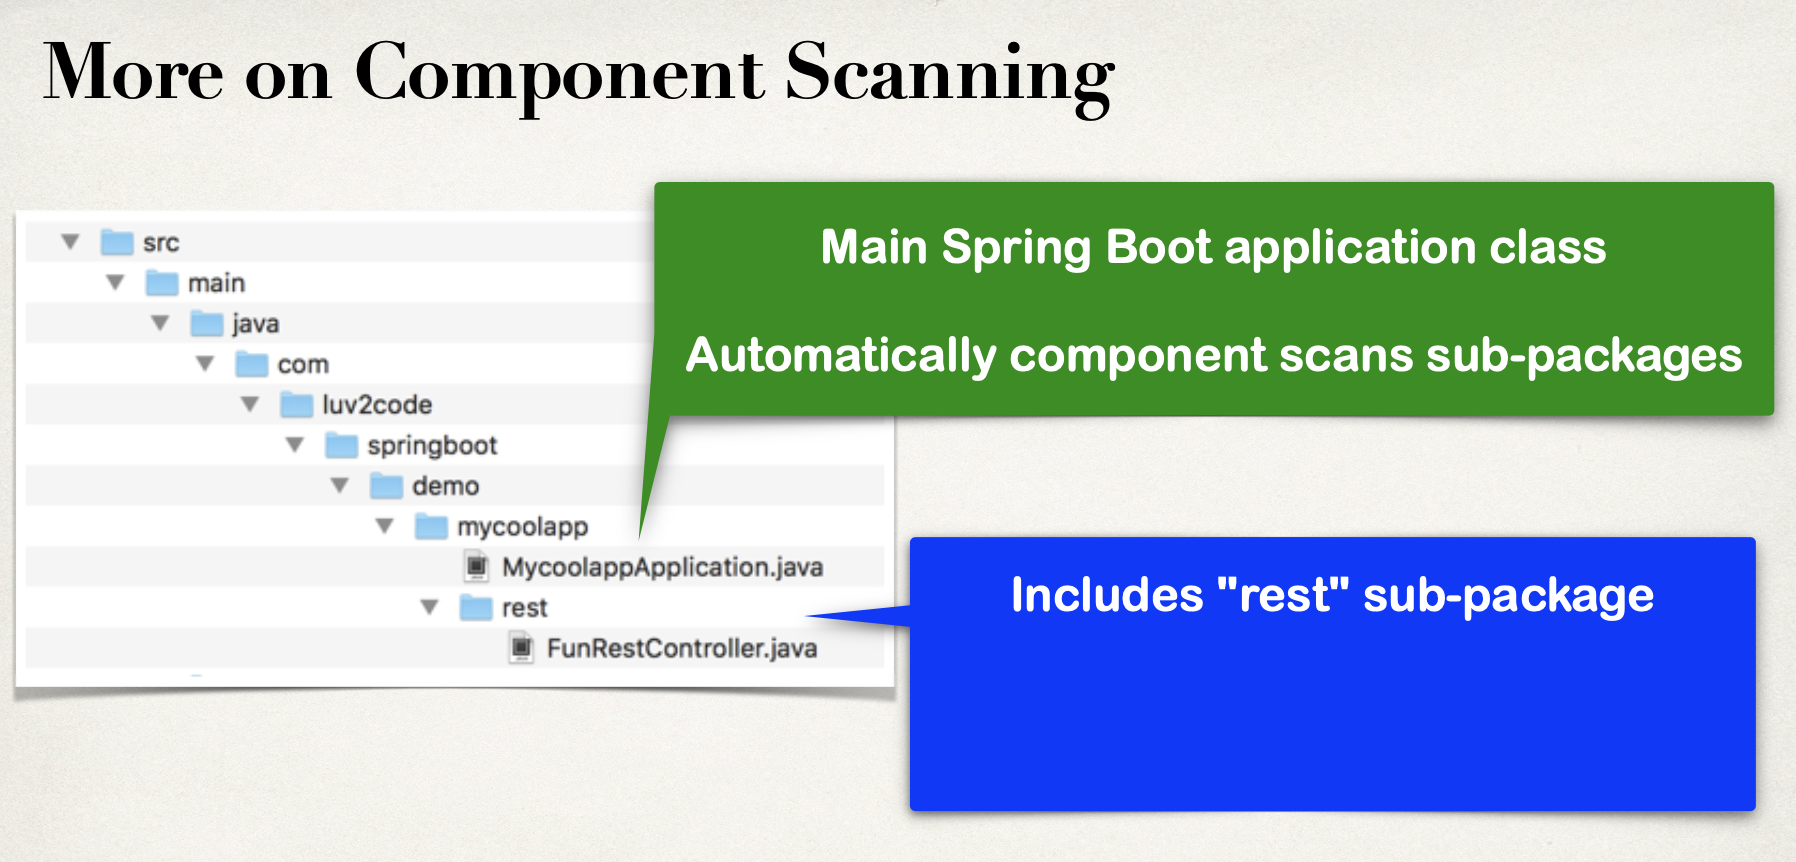 More on Component Scanning
src
main
java
com
luv2code
springboot
demo
mycoolapp
MycoolappApplication.java
rest
FunRestController.java
Main Spring Boot application class
Automatically component scans sub-packages
Includes "rest" sub-package